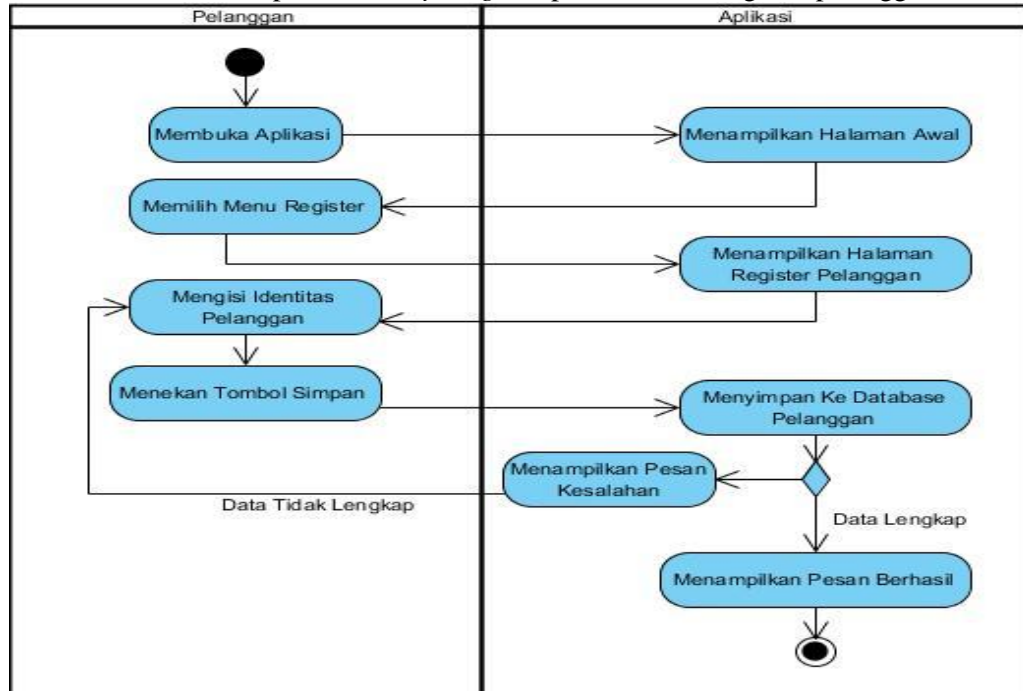 Pelanggan
Aplikasi
Membuka Aplikasi
Menampilkan Halaman Awal
Memilih Menu Register
Menampilkan Halaman
Register Pelanggan
Mengisi Identitas
Pelanggan
Menekan Tombol Simpan
Menyimpan Ke Database
Pelanggan
Menampilkan Pesan
Kesalahan
Data Tidak Lengkap
Data Lengkap
Menampilkan Pesan Berhasil